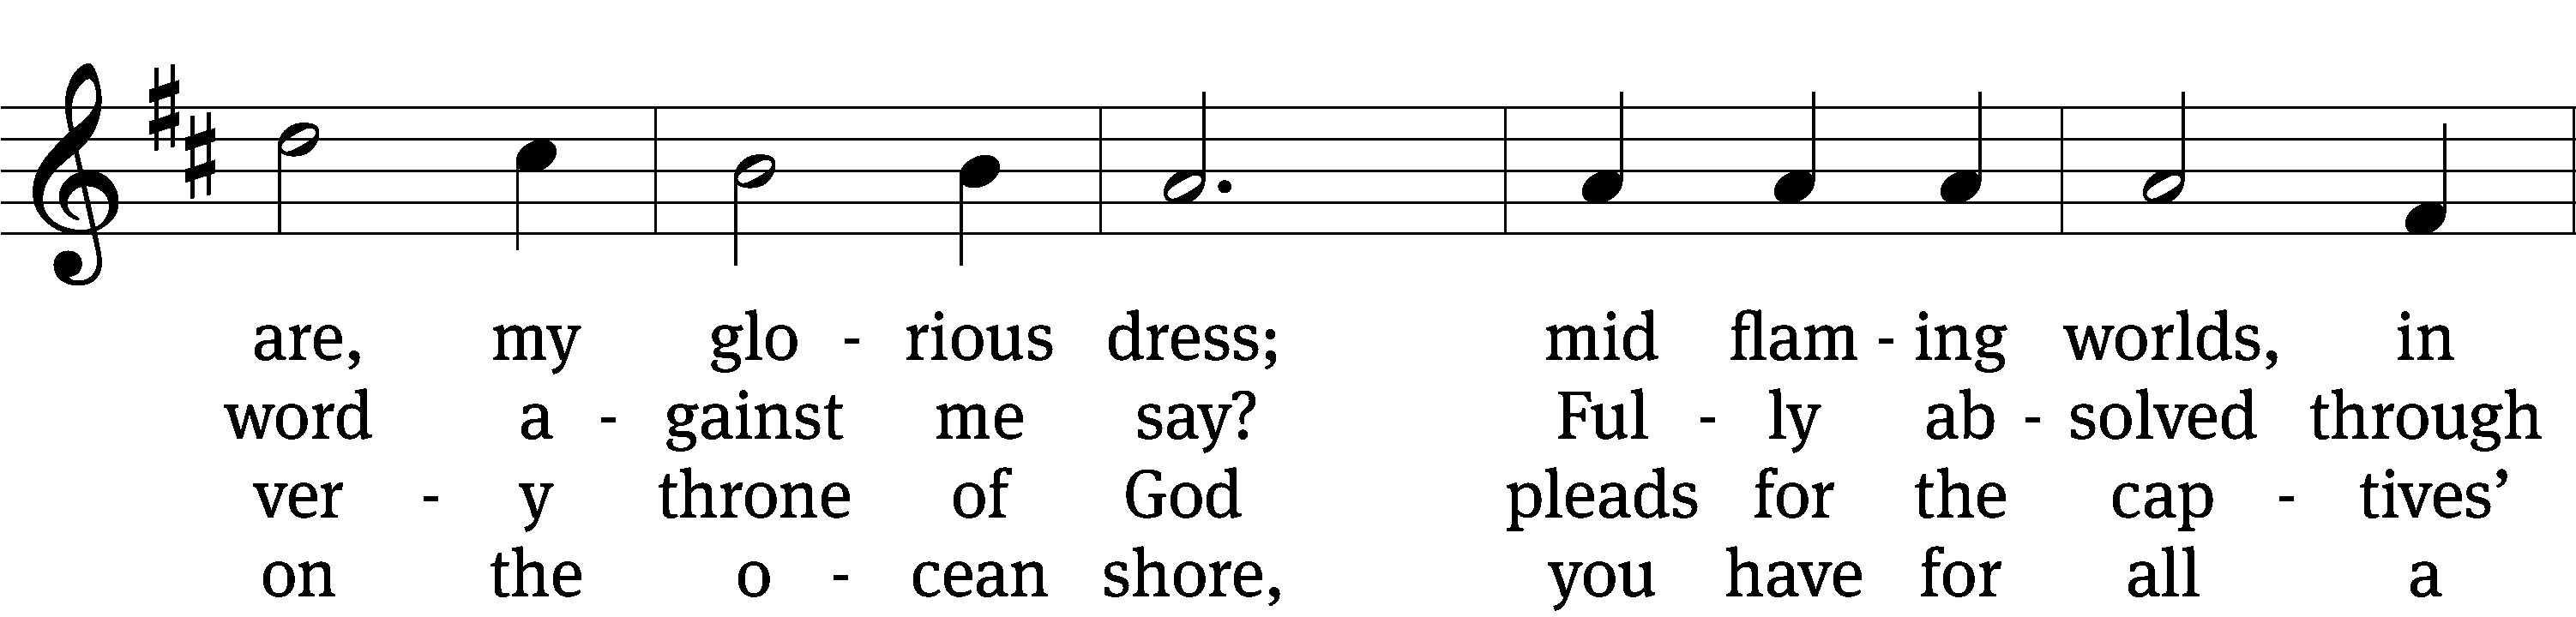 are, my glo - rious dress; mid flam - ing worlds, in
word a - gainst me say? Ful - ly ab - solved through
ver - y throne of God pleads for the cap - tives’
on the o - cean shore, you have for all a